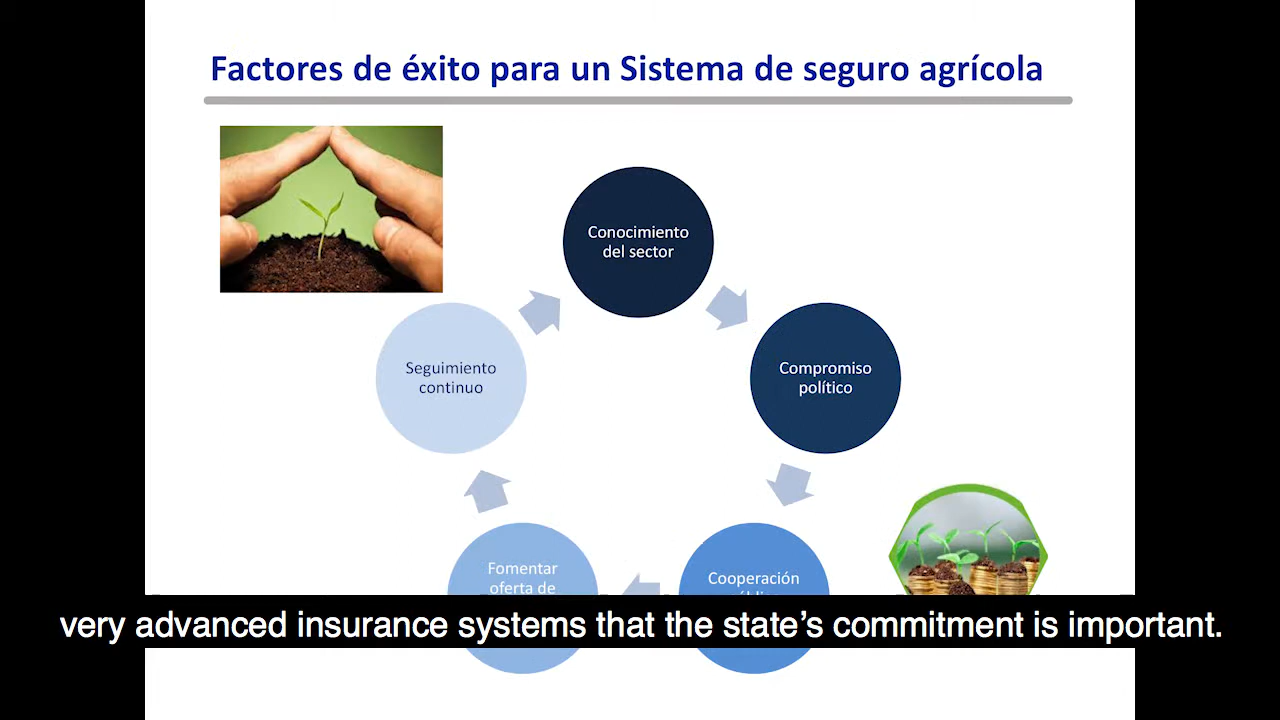 Factores de éxito para un Sistema de seguro agrícola
Conocimiento
del sector
Compromiso
político
Seguimiento
continuo
Fomentar
oferta de
Cooperación
very advanced insurance systems that the state's commitment is important.